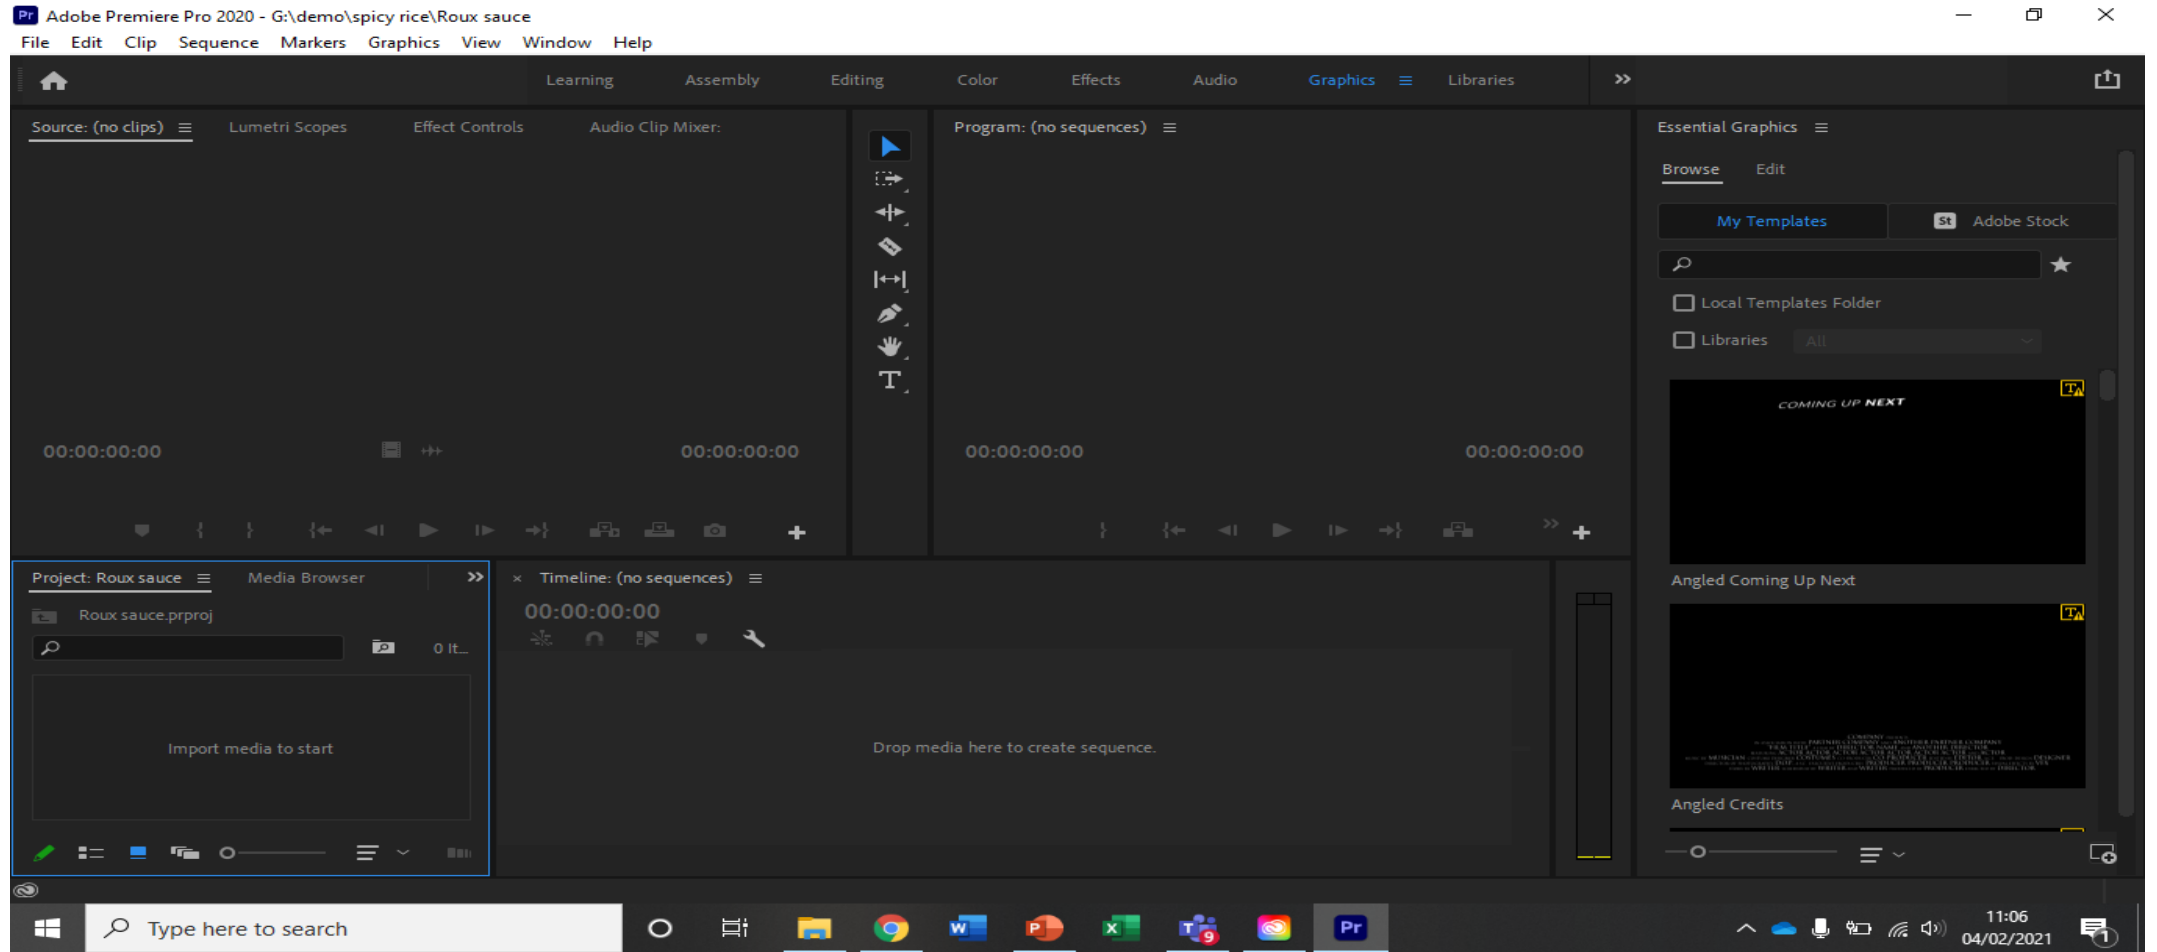 Pr Adobe Premiere Pro 2020 - G:\demo\spicy rice\Roux sauce
File Edit Clip Sequence Markers Graphics View Window Help
Learning Assembly Editing Color Effects Audio Graphics Libraries
Source: (no clips) Lumetri Scopes Effect Controls Audio Clip Mixer:
Program: (no sequences)
Essential Graphics
Browse Edit
My Templates St Adobe Stock
Local Templates Folder
Libraries All
COMING UP NEXT
00:00:00:00 00:00:00:00
00:00:00:00 00:00:00:00
Angled Coming Up Next
Project: Roux sauce Media Browser
Roux sauce.prproj
0 It...
Import media to start
× Timeline: (no sequences)
00:00:00:00
Drop media here to create sequence.
Angled Credits
Type here to search
Pr
9
11:06
04/02/2021
1